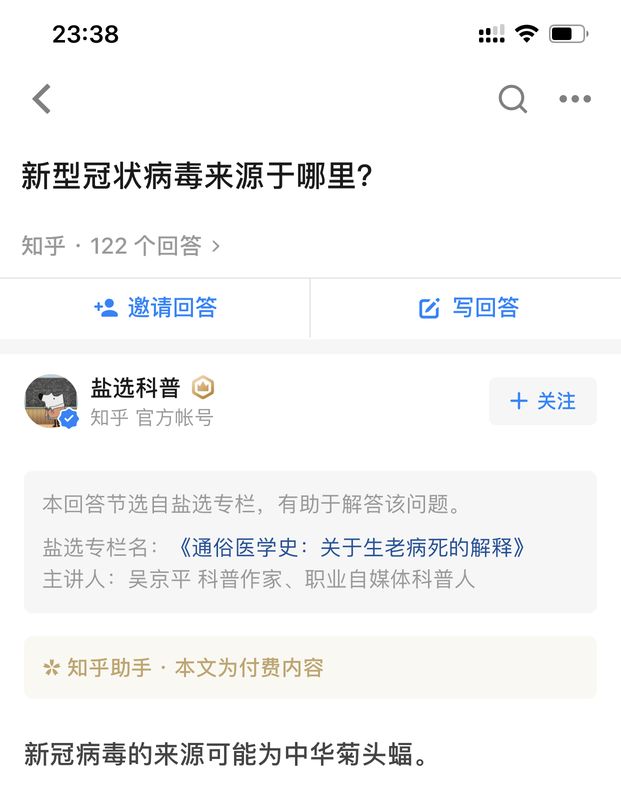 23:38
新型冠状病毒来源于哪里?
知乎 · 122 个回答 >
邀请回答
写回答
盐选科普
知乎 官方帐号
+ 关注
本回答节选自盐选专栏，有助于解答该问题。
盐选专栏名：《通俗医学史：关于生老病死的解释》
主讲人：吴京平 科普作家、职业自媒体科普人
知乎助手 · 本文为付费内容
新冠病毒的来源可能为中华菊头蝠。